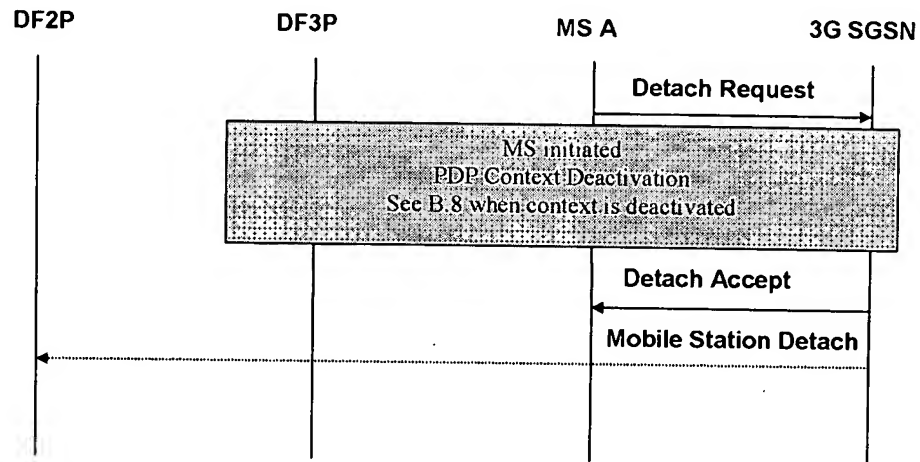 DF2P DF3P MS A 3G SGSN
Detach Request
MS initiated
PDP Context Deactivation
See B.8 when context is deactivated
Detach Accept
Mobile Station Detach